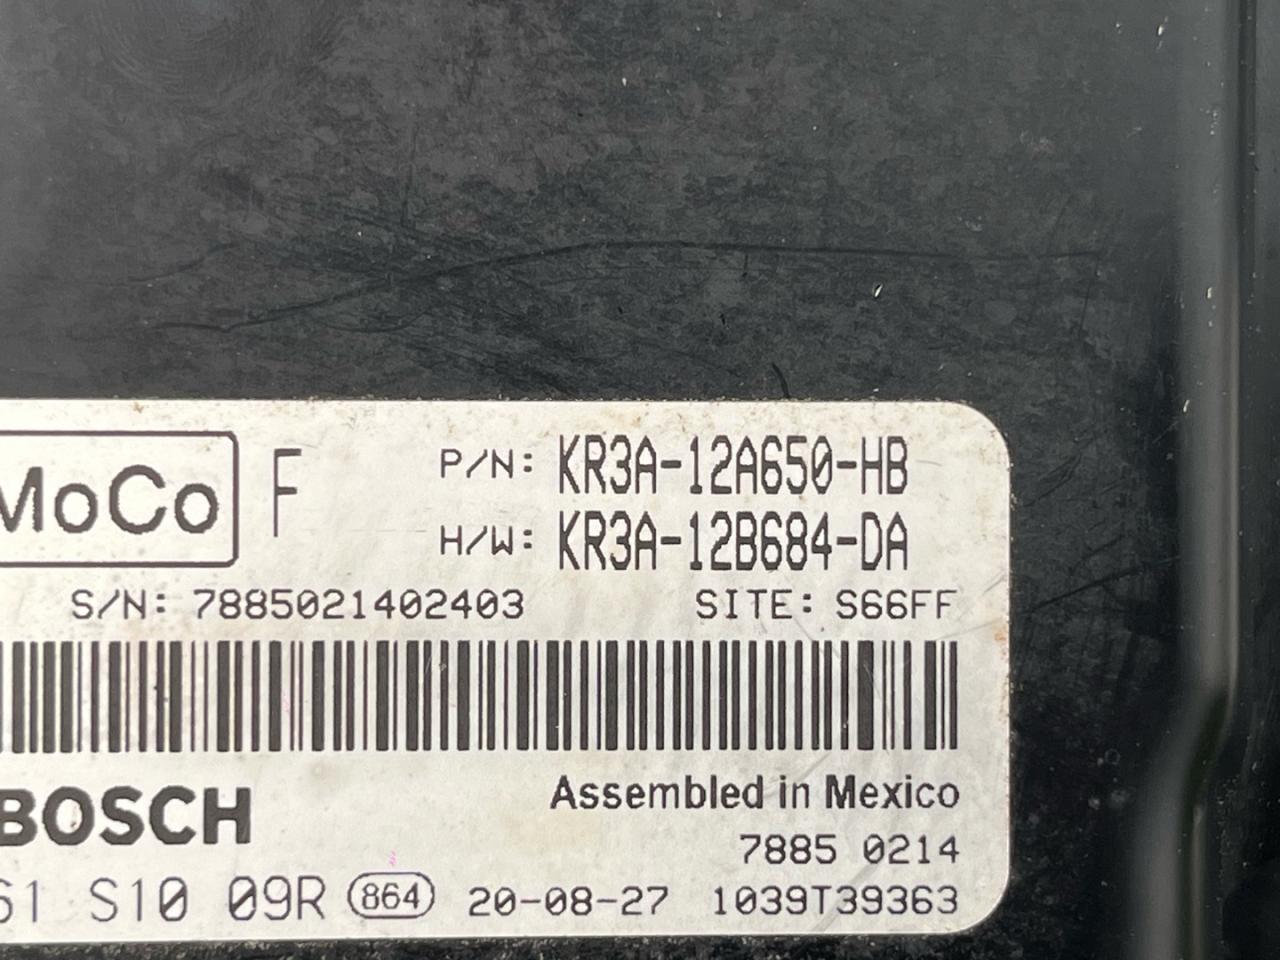 MoCo F P/N: KR3A-12A650-HB
H/W: KR3A-12B684-DA
S/N: 7885021402403 SITE: S66FF
BOSCH Assembled in Mexico
7885 0214
61 S10 09R 864 20-08-27 1039T39363